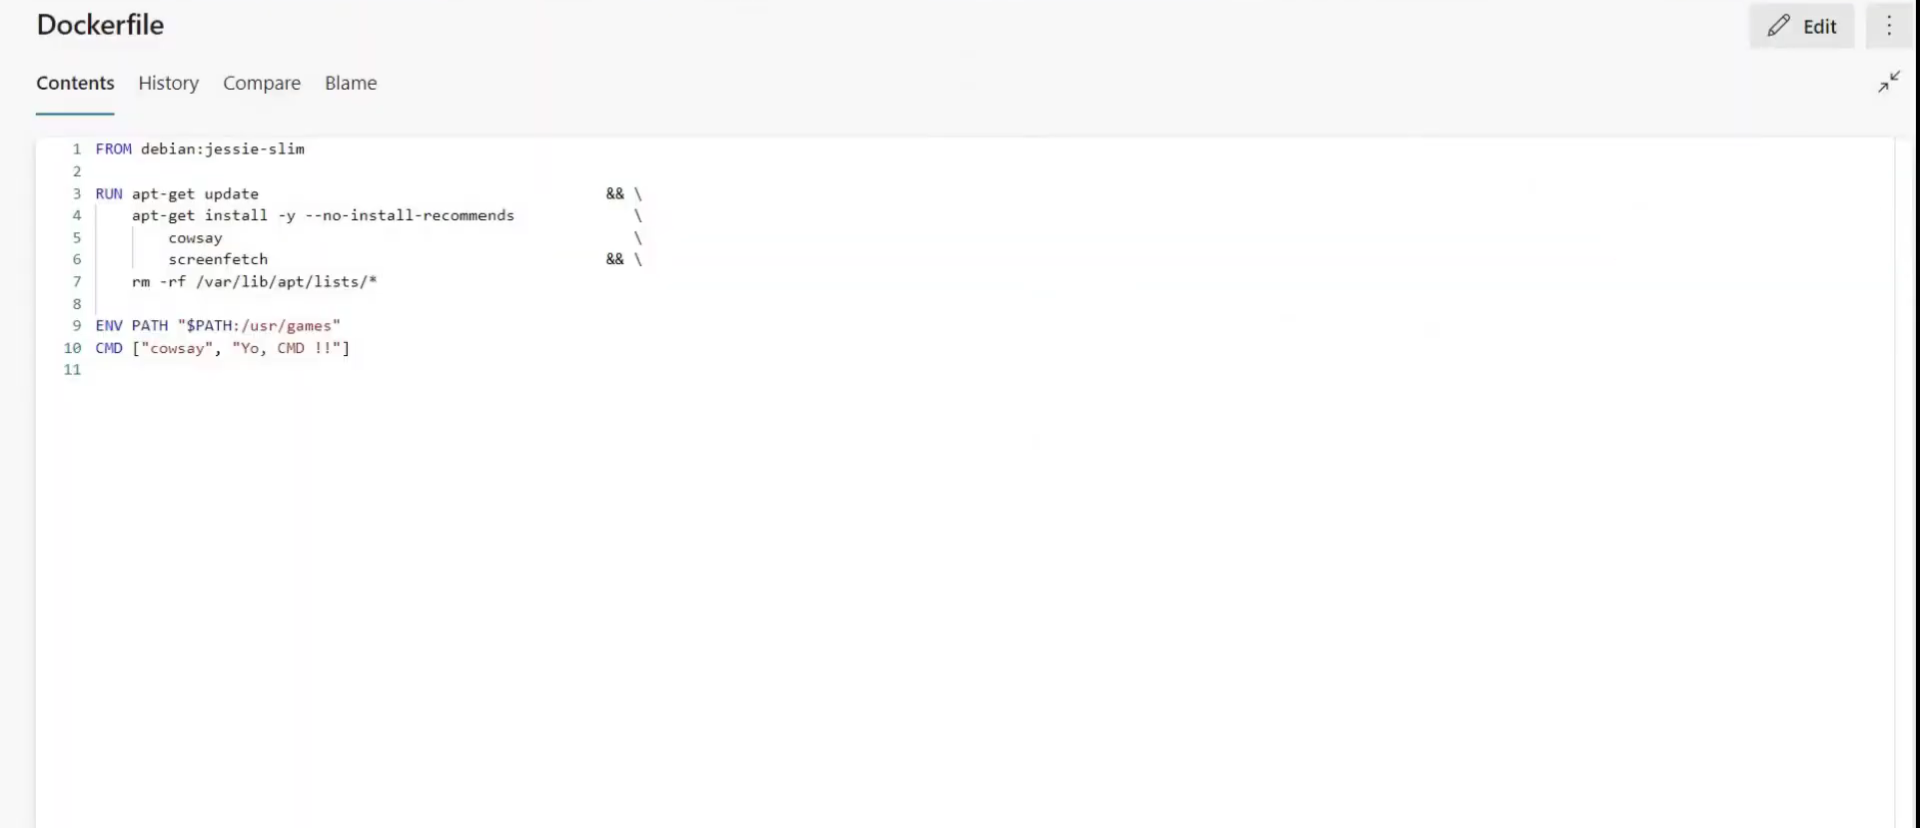 Dockerfile
Edit
Contents History Compare Blame
1 FROM debian:jessie-slim
2
3 RUN apt-get update && \
4 apt-get install -y --no-install-recommends \
5 cowsay \
6 screenfetch && \
7 rm -rf /var/lib/apt/lists/*
8
9 ENV PATH "$PATH:/usr/games"
10 CMD ["cowsay", "Yo, CMD !!"]
11